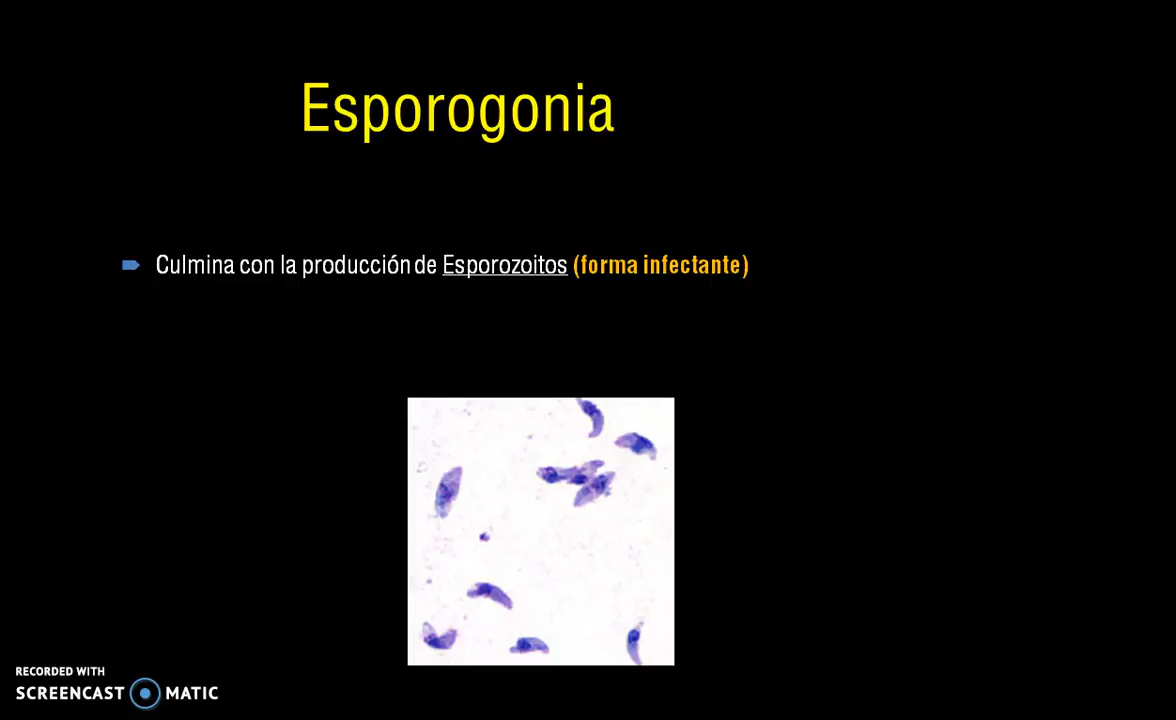 Esporogonia
Culmina con la producción de Esporozoitos (forma infectante)
RECORDED WITH
SCREENCAST MATIC